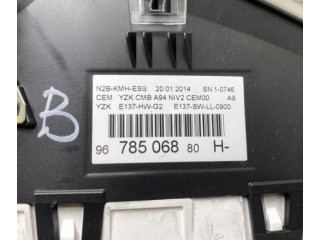 N2B-KMH-ESS 20:01:2014 SN:1-0746
CEM YZK CMB A94 NIV2 CEM00 A9
YZK E137-HW-G2 E137-SW-LL-0900
96 785 068 80 H-
B